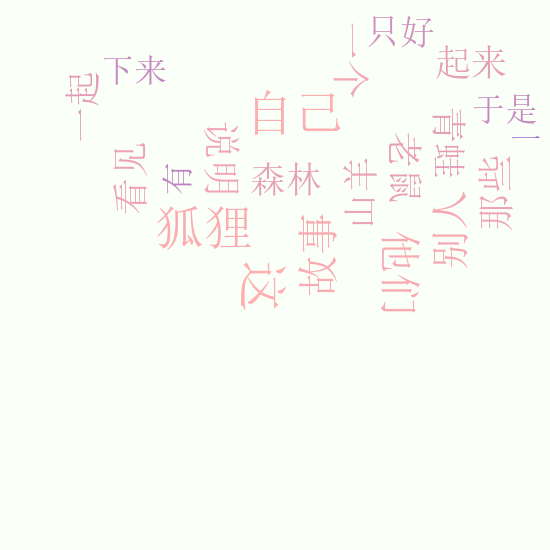 只好
一个
起来
下来
一起
自己
于是
一
青蛙
说明
老鼠
看见
那些
有
森林
山羊
别人
狐狸
故事
他们
这